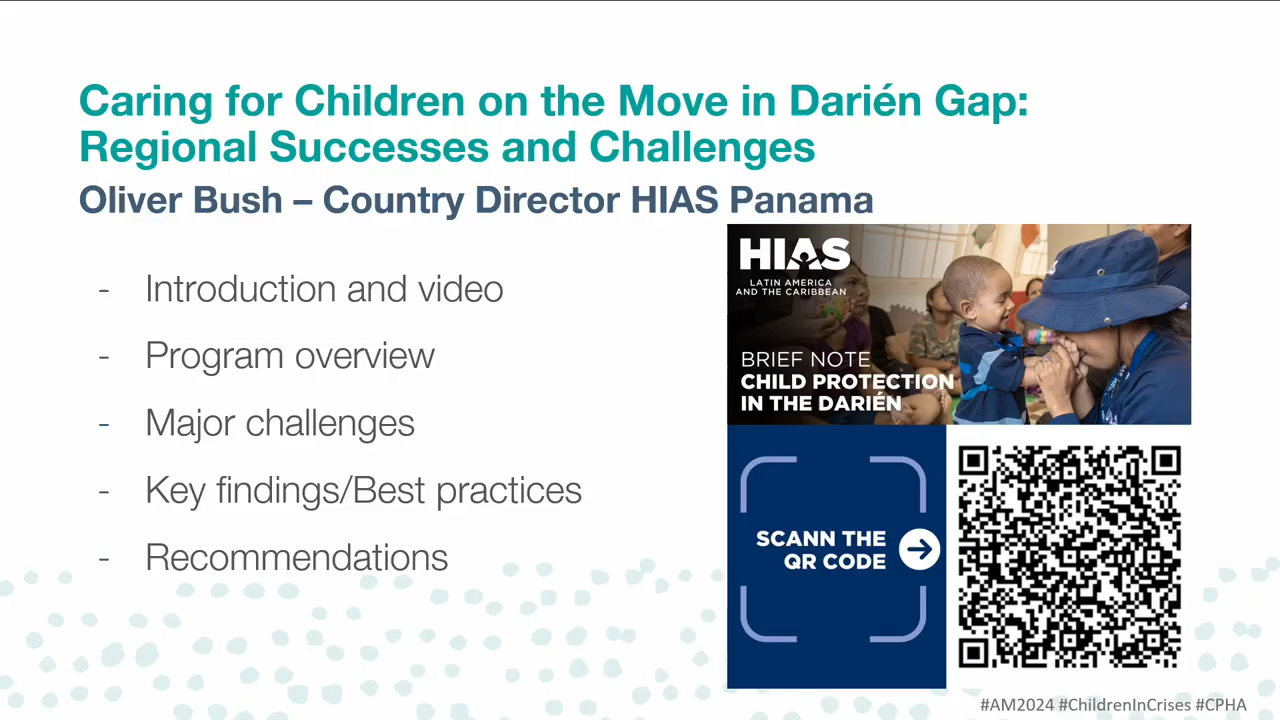 Caring for Children on the Move in Darién Gap:
Regional Successes and Challenges
Oliver Bush – Country Director HIAS Panama
- Introduction and video
- Program overview
- Major challenges
- Key findings/Best practices
- Recommendations
HIAS
LATIN AMERICA
AND THE CARIBBEAN
BRIEF NOTE
CHILD PROTECTION
IN THE DARIÉN
SCANN THE
QR CODE
#AM2024 #ChildrenInCrises #CPHA